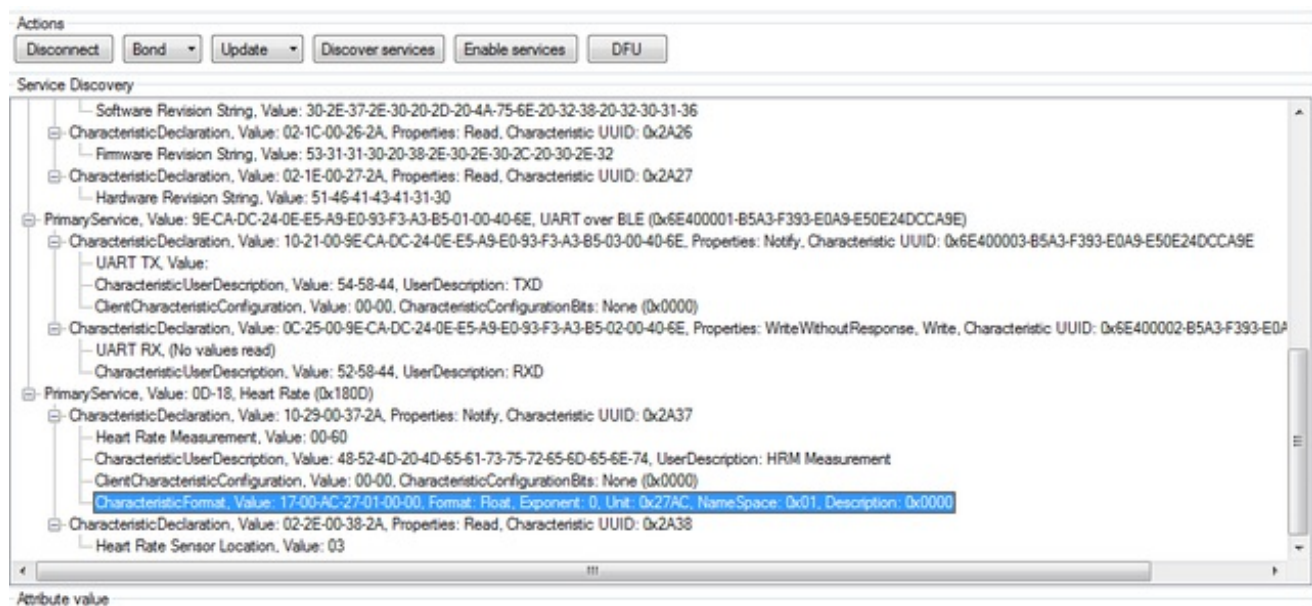 Actions
Disconnect Bond Update Discover services Enable services DFU
Service Discovery
Software Revision String, Value: 30-2E-37-2E-30-20-2D-20-4A-75-6E-20-32-38-20-32-30-31-36
CharacteristicDeclaration, Value: 02-1C-00-26-2A, Properties: Read, Characteristic UUID: 0x2A26
Firmware Revision String, Value: 53-31-31-30-20-38-2E-30-2E-30-2C-20-30-2E-32
CharacteristicDeclaration, Value: 02-1E-00-27-2A, Properties: Read, Characteristic UUID: 0x2A27
Hardware Revision String, Value: 51-46-41-43-41-31-30
PrimaryService, Value: 9E-CA-DC-24-0E-E5-A9-E0-93-F3-A3-B5-01-00-40-6E, UART over BLE (0x6E400001-B5A3-F393-E0A9-E50E24DCCA9E)
CharacteristicDeclaration, Value: 10-21-00-9E-CA-DC-24-0E-E5-A9-E0-93-F3-A3-B5-03-00-40-6E, Properties: Notify, Characteristic UUID: 0x6E400003-B5A3-F393-E0A9-E50E24DCCA9E
UART TX, Value:
CharacteristicUserDescription, Value: 54-58-44, UserDescription: TXD
ClientCharacteristicConfiguration, Value: 00-00, CharacteristicConfigurationBits: None (0x0000)
CharacteristicDeclaration, Value: 0C-25-00-9E-CA-DC-24-0E-E5-A9-E0-93-F3-A3-B5-02-00-40-6E, Properties: WriteWithoutResponse, Write, Characteristic UUID: 0x6E400002-B5A3-F393-E0A
UART RX, (No values read)
CharacteristicUserDescription, Value: 52-58-44, UserDescription: RXD
PrimaryService, Value: 0D-18, Heart Rate (0x180D)
CharacteristicDeclaration, Value: 10-29-00-37-2A, Properties: Notify, Characteristic UUID: 0x2A37
Heart Rate Measurement, Value: 00-60
CharacteristicUserDescription, Value: 48-52-4D-20-4D-65-61-73-75-72-65-6D-65-6E-74, UserDescription: HRM Measurement
ClientCharacteristicConfiguration, Value: 00-00, CharacteristicConfigurationBits: None (0x0000)
CharacteristicFormat, Value: 17-00-AC-27-01-00-00, Format: Float, Exponent: 0, Unit: 0x27AC, NameSpace: 0x01, Description: 0x0000
CharacteristicDeclaration, Value: 02-2E-00-38-2A, Properties: Read, Characteristic UUID: 0x2A38
Heart Rate Sensor Location, Value: 03
Attribute value